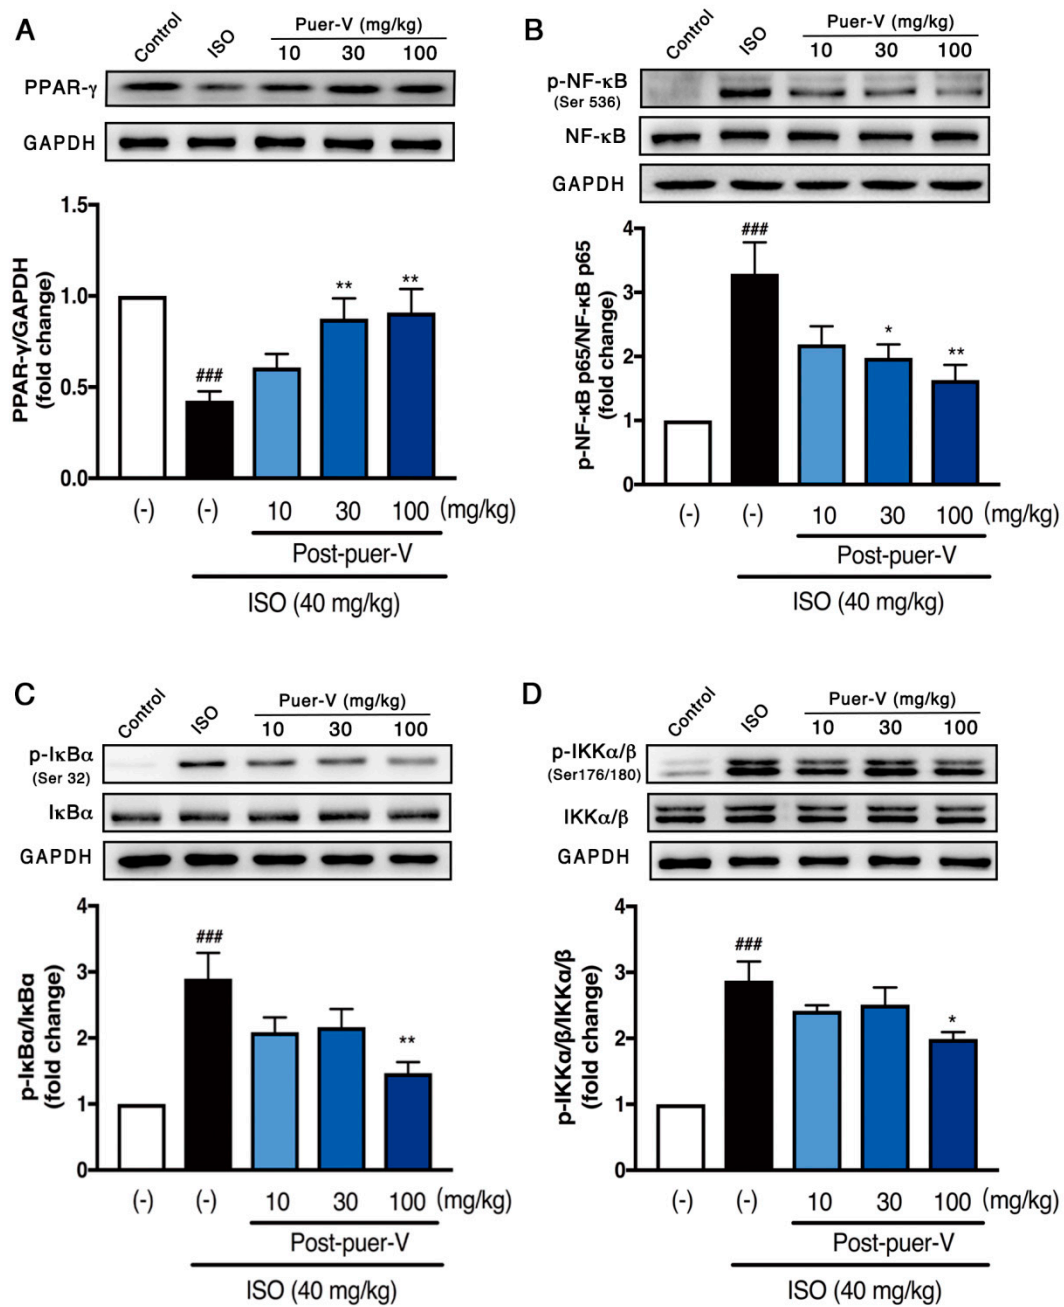 A
Control
ISO
Puer-V (mg/kg)
10 30 100
PPAR-γ
GAPDH
PPAR-γ/GAPDH
(fold change)
1.5
1.0
0.5
0.0
###
**
**
(-) (-) 10 30 100 (mg/kg)
Post-puer-V
ISO (40 mg/kg)
B
Control
ISO
Puer-V (mg/kg)
10 30 100
p-NF-κB
(Ser 536)
NF-κB
GAPDH
p-NF-κB p65/NF-κB p65
(fold change)
4
3
2
1
0
###
*
**
(-) (-) 10 30 100 (mg/kg)
Post-puer-V
ISO (40 mg/kg)
C
Control
ISO
Puer-V (mg/kg)
10 30 100
p-IκBα
(Ser 32)
IκBα
GAPDH
p-IκBα/IκBα
(fold change)
4
3
2
1
0
###
**
(-) (-) 10 30 100 (mg/kg)
Post-puer-V
ISO (40 mg/kg)
D
Control
ISO
Puer-V (mg/kg)
10 30 100
p-IKKα/β
(Ser176/180)
IKKα/β
GAPDH
p-IKKα/β/IKKα/β
(fold change)
4
3
2
1
0
###
*
(-) (-) 10 30 100 (mg/kg)
Post-puer-V
ISO (40 mg/kg)